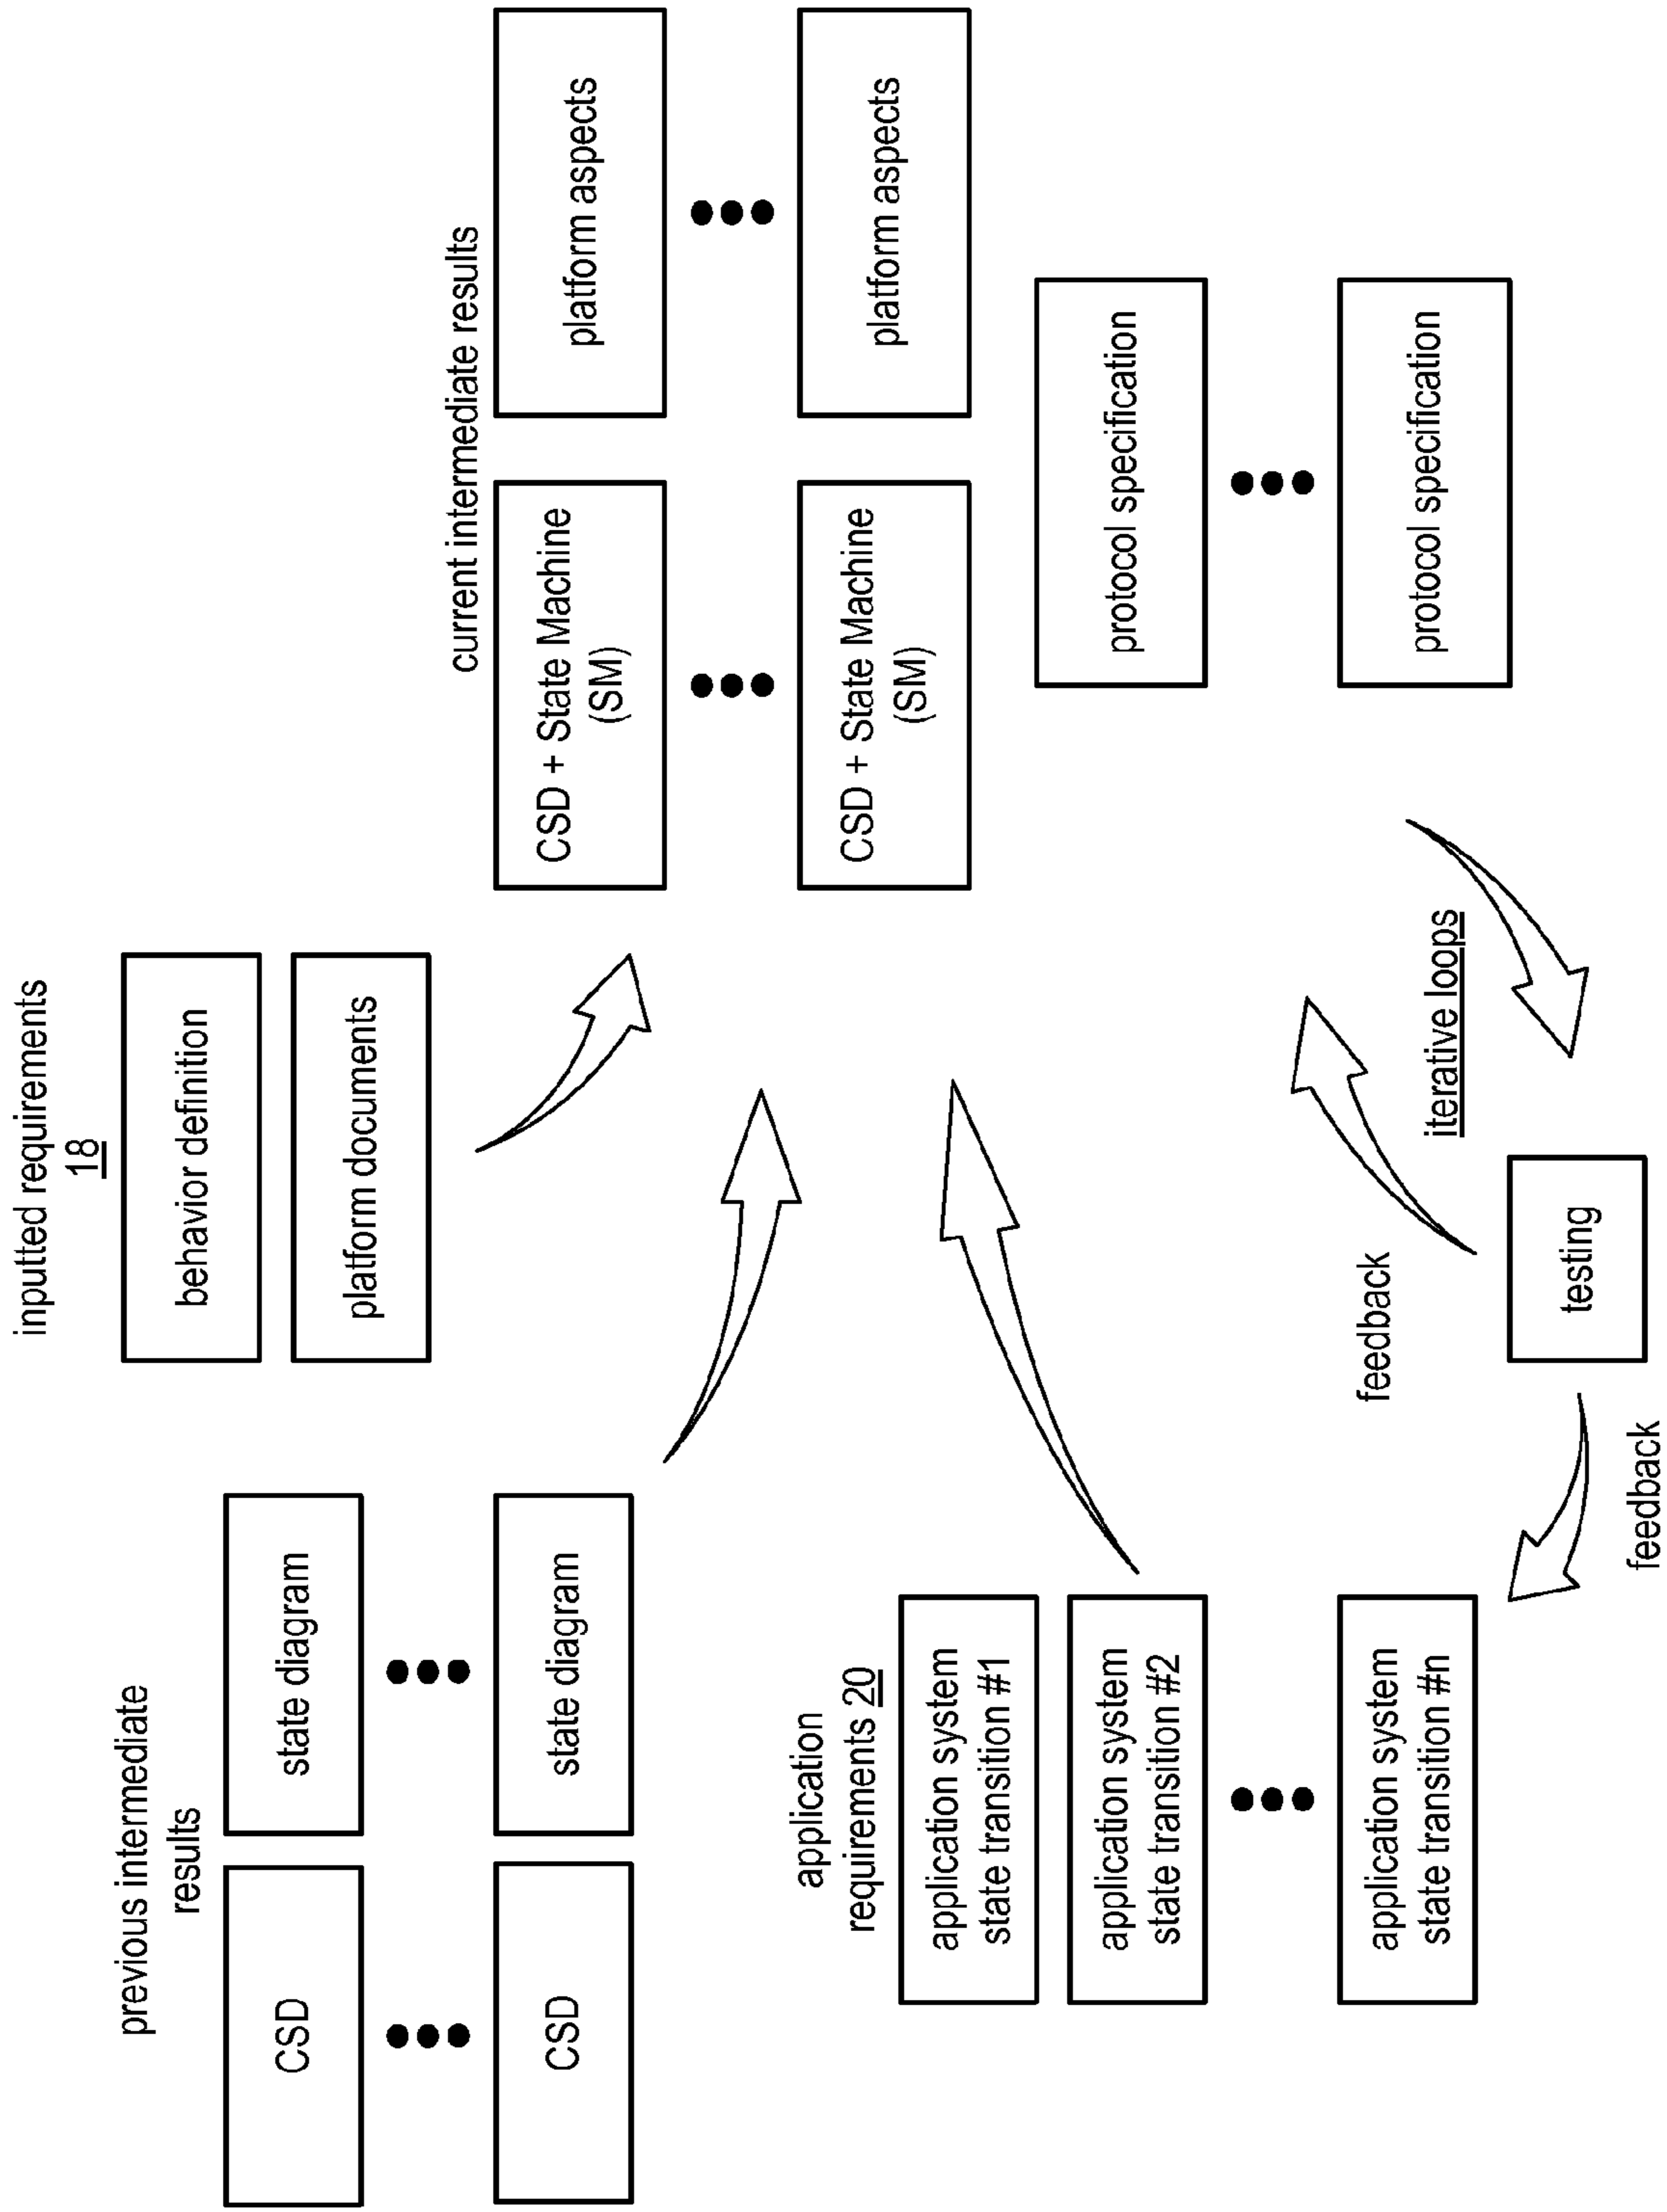 inputted requirements
18
behavior definition
platform documents
previous intermediate
results
CSD
state diagram
CSD
state diagram
current intermediate results
CSD + State Machine
(SM)
platform aspects
CSD + State Machine
(SM)
platform aspects
application
requirements 20
application system
state transition #1
application system
state transition #2
application system
state transition #n
protocol specification
protocol specification
feedback
iterative loops
testing
feedback